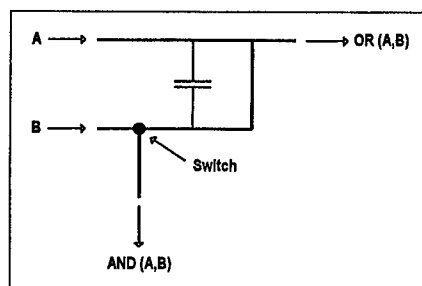 A
OR (A,B)
B
Switch
AND (A,B)